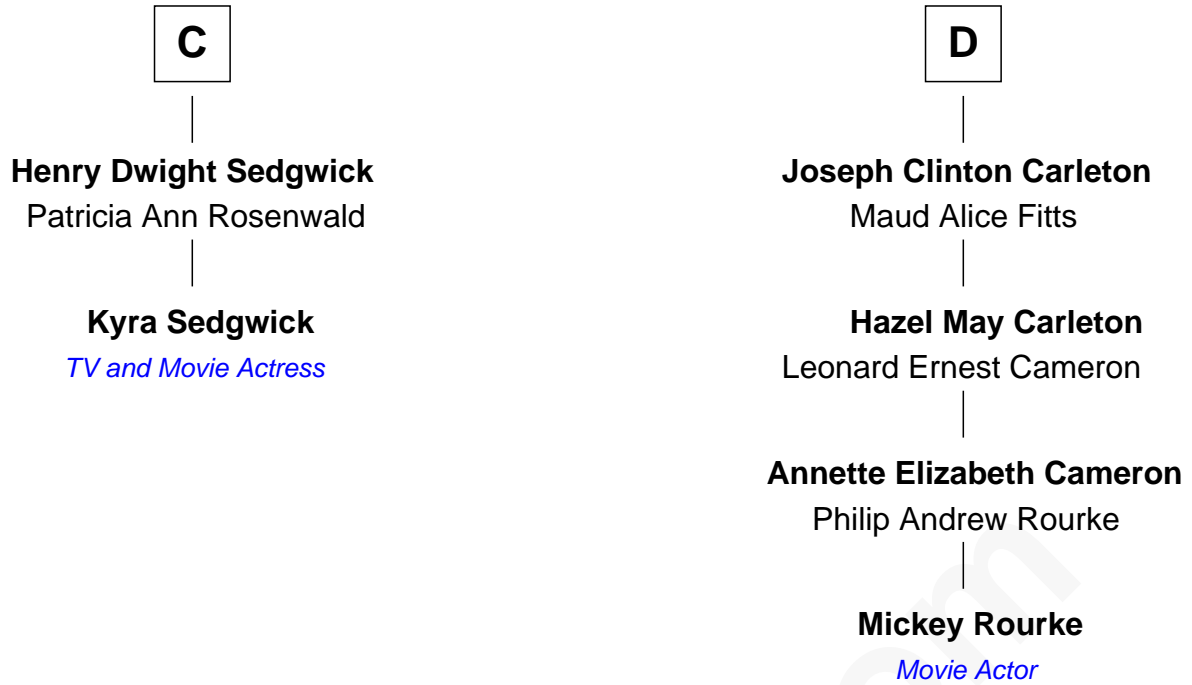 C
Henry Dwight Sedgwick
Patricia Ann Rosenwald
Kyra Sedgwick
TV and Movie Actress
D
Joseph Clinton Carleton
Maud Alice Fitts
Hazel May Carleton
Leonard Ernest Cameron
Annette Elizabeth Cameron
Philip Andrew Rourke
Mickey Rourke
Movie Actor